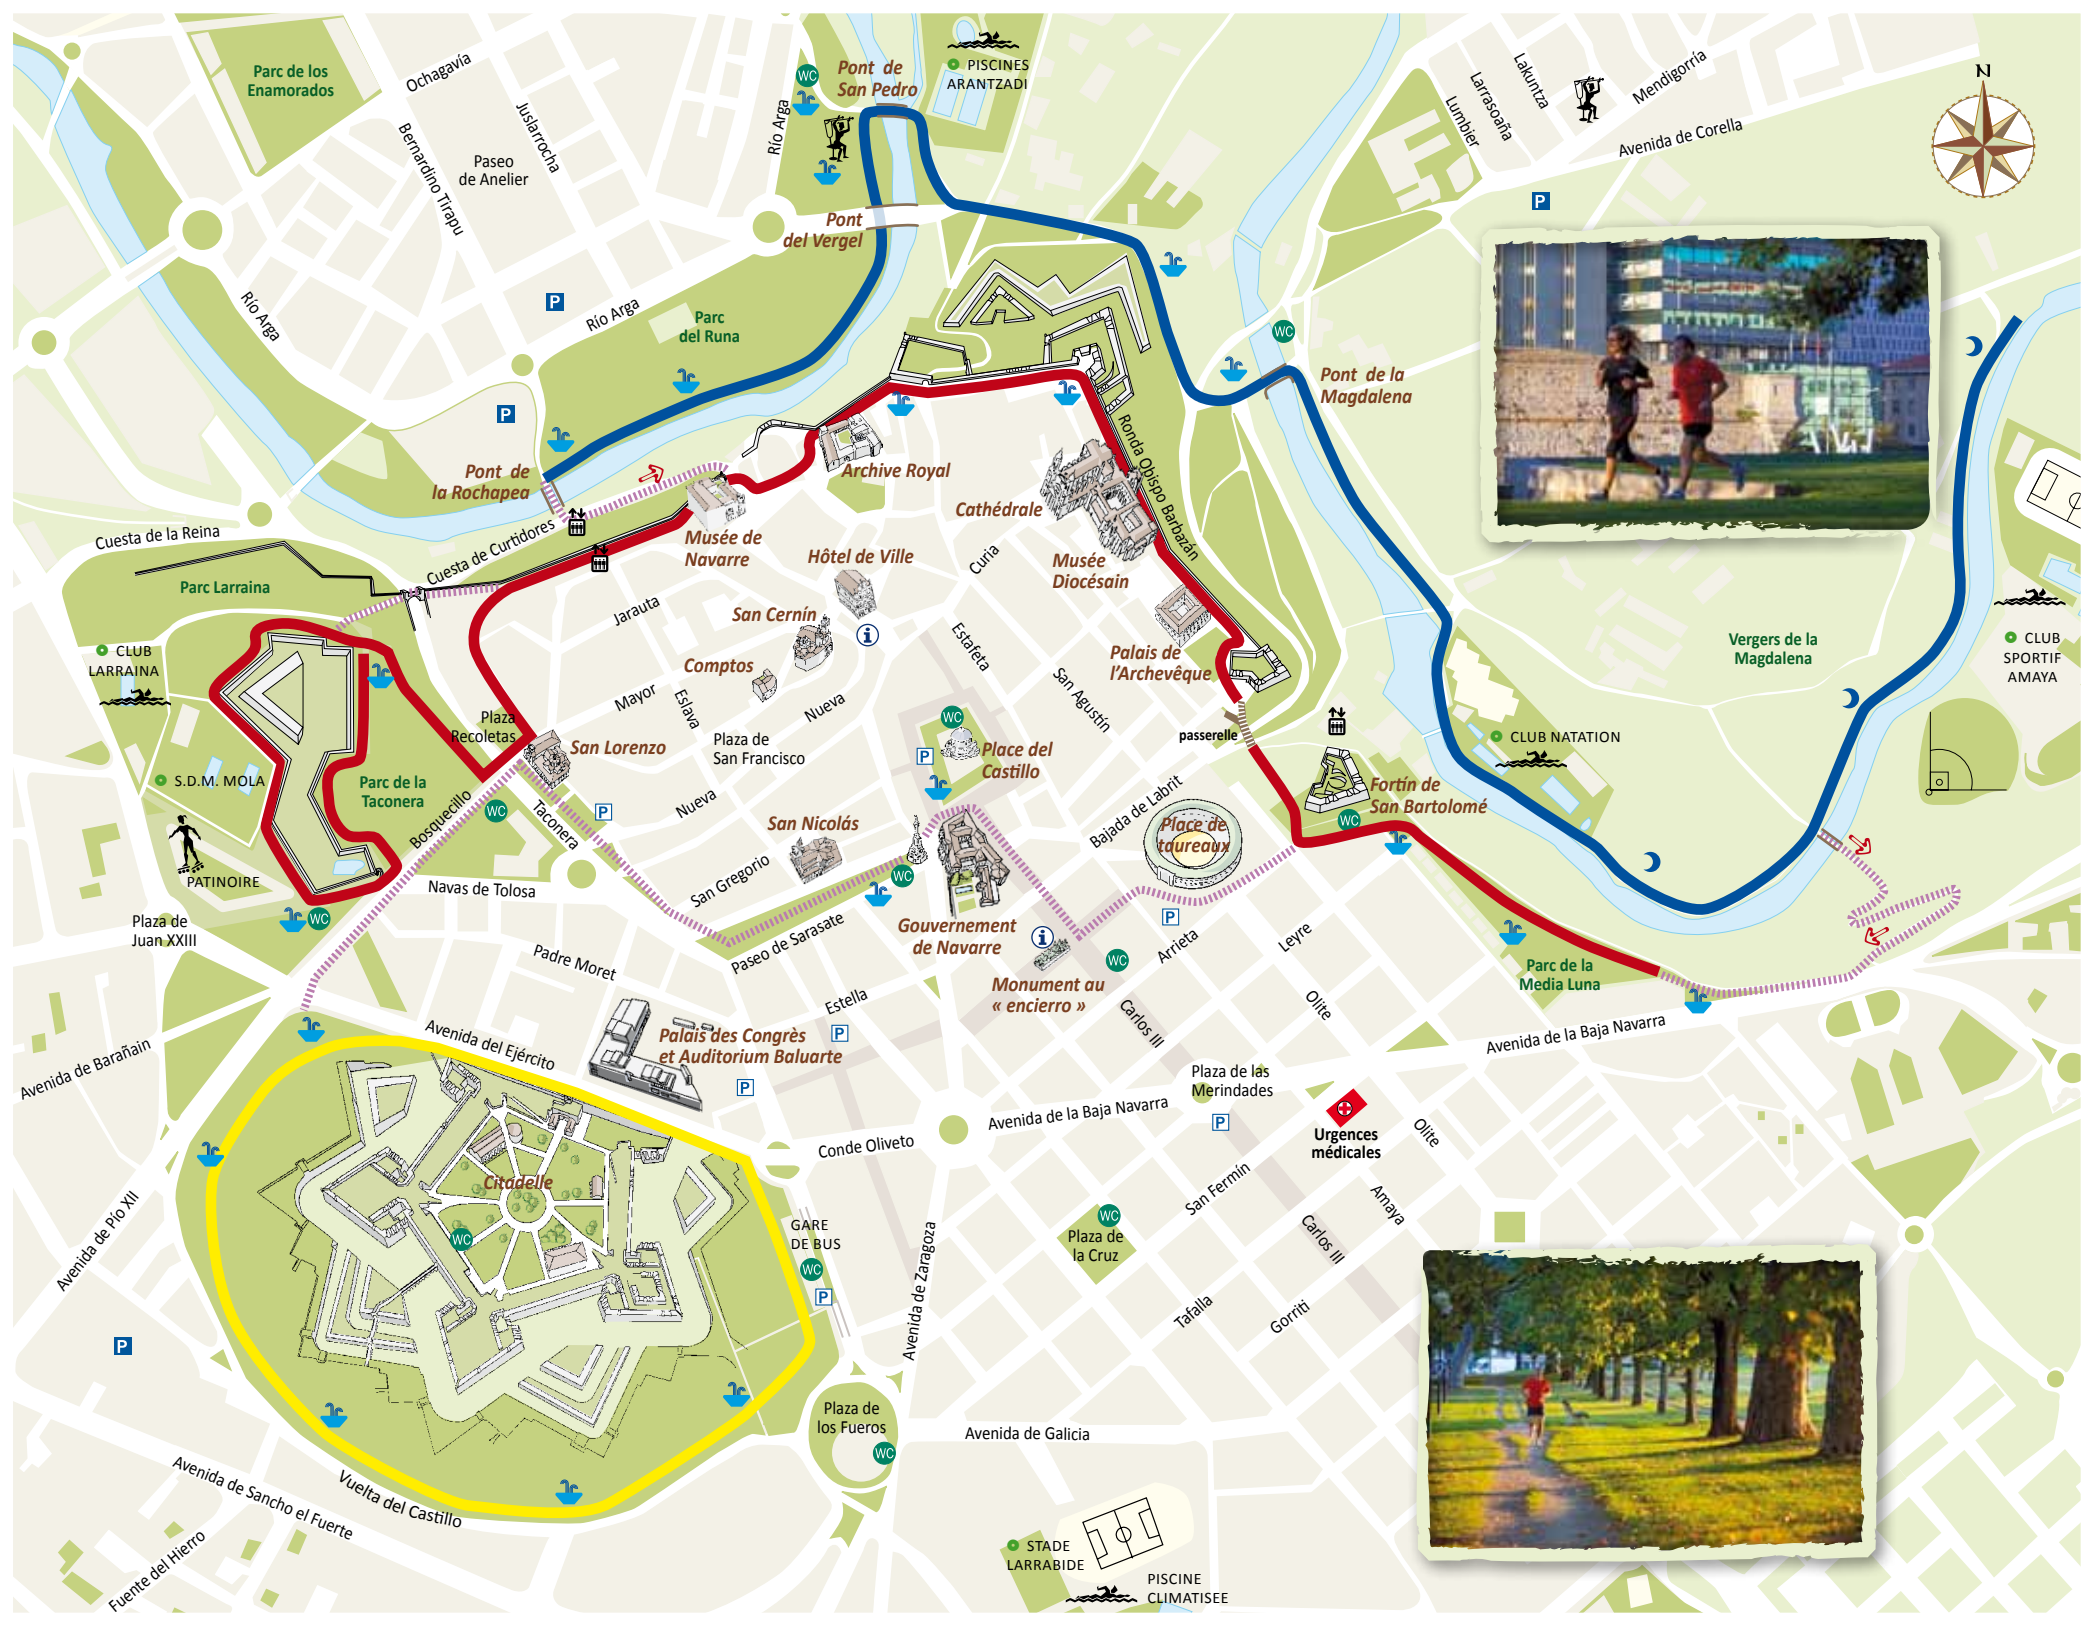 Parc de los
Enamorados
Ochagavía
Juslarrocha
Bernardino Tirapu
Paseo
de Anelier
Río Arga
WC
Pont de
San Pedro
PISCINES
ARANTZADI
Lakuntza
Larrasoaña
Lumbier
Mendigorría
Avenida de Corella
N
P
Pont
del Vergel
Río Arga
P
Río Arga
Parc
del Runa
WC
Pont de la
Magdalena
P
Pont de
la Rochapea
Archive Royal
Ronda Obispo Barbazán
Cathédrale
Cuesta de la Reina
Cuesta de Curtidores
Musée de
Navarre
Hôtel de Ville
Curia
Musée
Diocésain
Parc Larraina
Jarauta
San Cernín
i
Estafeta
Palais de
l'Archevêque
Vergers de la
Magdalena
CLUB
SPORTIF
AMAYA
CLUB
LARRAINA
Comptos
Mayor
Eslava
Nueva
San Agustín
Plaza
Recoletas
San Lorenzo
Plaza de
San Francisco
WC
P
Place del
Castillo
passerelle
CLUB NATATION
S.D.M. MOLA
Parc de la
Taconera
Bosquecillo
WC
Taconera
P
Nueva
San Nicolás
Bajada de Labrit
Place de
taureaux
Fortín de
San Bartolomé
WC
PATINOIRE
Navas de Tolosa
San Gregorio
WC
Plaza de
Juan XXIII
WC
Paseo de Sarasate
Gouvernement
de Navarre
i
P
Arrieta
Leyre
WC
Padre Moret
Monument au
« encierro »
Parc de la
Media Luna
Estella
P
Carlos III
Olite
Avenida de Barañain
Avenida del Ejército
Palais des Congrès
et Auditorium Baluarte
P
Avenida de la Baja Navarra
Plaza de las
Merindades
P
Avenida de la Baja Navarra
Conde Oliveto
Urgences
médicales
Olite
Citadelle
WC
Avenida de Pío XII
San Fermín
Amaya
GARE
DE BUS
WC
P
Avenida de Zaragoza
WC
Plaza de
la Cruz
Carlos III
Tafalla
Gorriti
P
Plaza de
los Fueros
WC
Avenida de Galicia
Avenida de Sancho el Fuerte
Vuelta del Castillo
Fuente del Hierro
STADE
LARRABIDE
PISCINE
CLIMATISEE